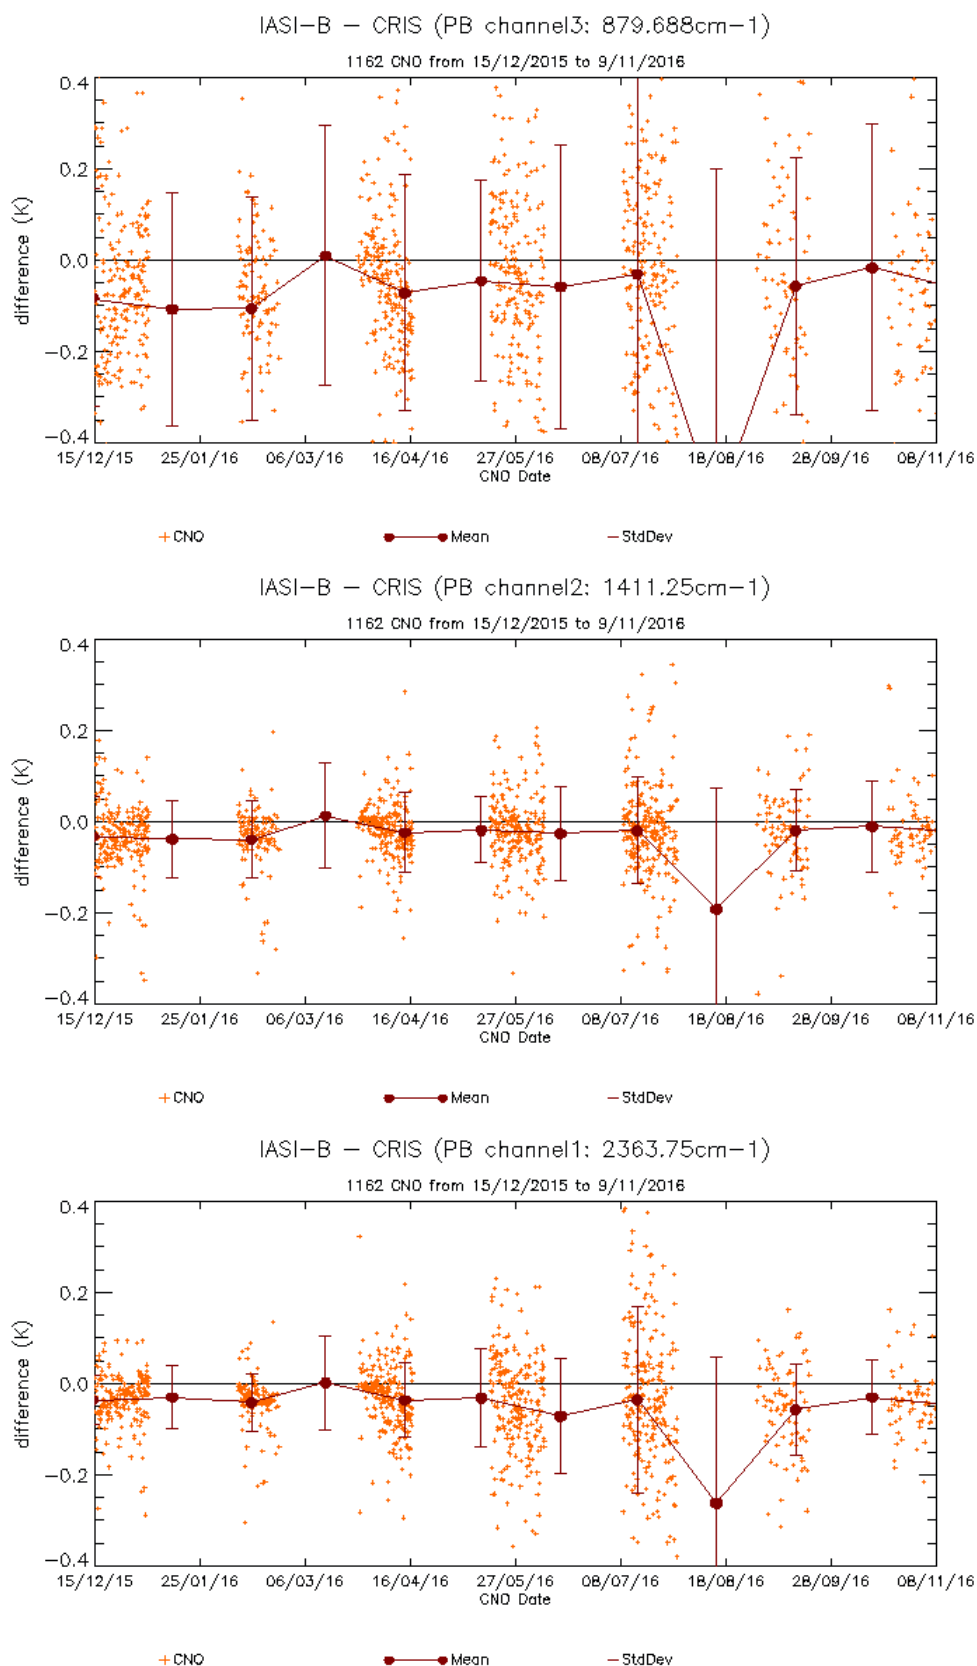 IASI-B - CRIS (PB channel3: 879.688cm-1)
1162 CNO from 15/12/2015 to 9/11/2016
0.4
0.2
0.0
-0.2
-0.4
difference (K)
15/12/15 25/01/16 06/03/16 16/04/16 27/05/16 08/07/16 18/08/16 28/09/16 08/11/16
CNO Date
CNO Mean StdDev
IASI-B - CRIS (PB channel2: 1411.25cm-1)
1162 CNO from 15/12/2015 to 9/11/2016
0.4
0.2
0.0
-0.2
-0.4
difference (K)
15/12/15 25/01/16 06/03/16 16/04/16 27/05/16 08/07/16 18/08/16 28/09/16 08/11/16
CNO Date
CNO Mean StdDev
IASI-B - CRIS (PB channel1: 2363.75cm-1)
1162 CNO from 15/12/2015 to 9/11/2016
0.4
0.2
0.0
-0.2
-0.4
difference (K)
15/12/15 25/01/16 06/03/16 16/04/16 27/05/16 08/07/16 18/08/16 28/09/16 08/11/16
CNO Date
CNO Mean StdDev